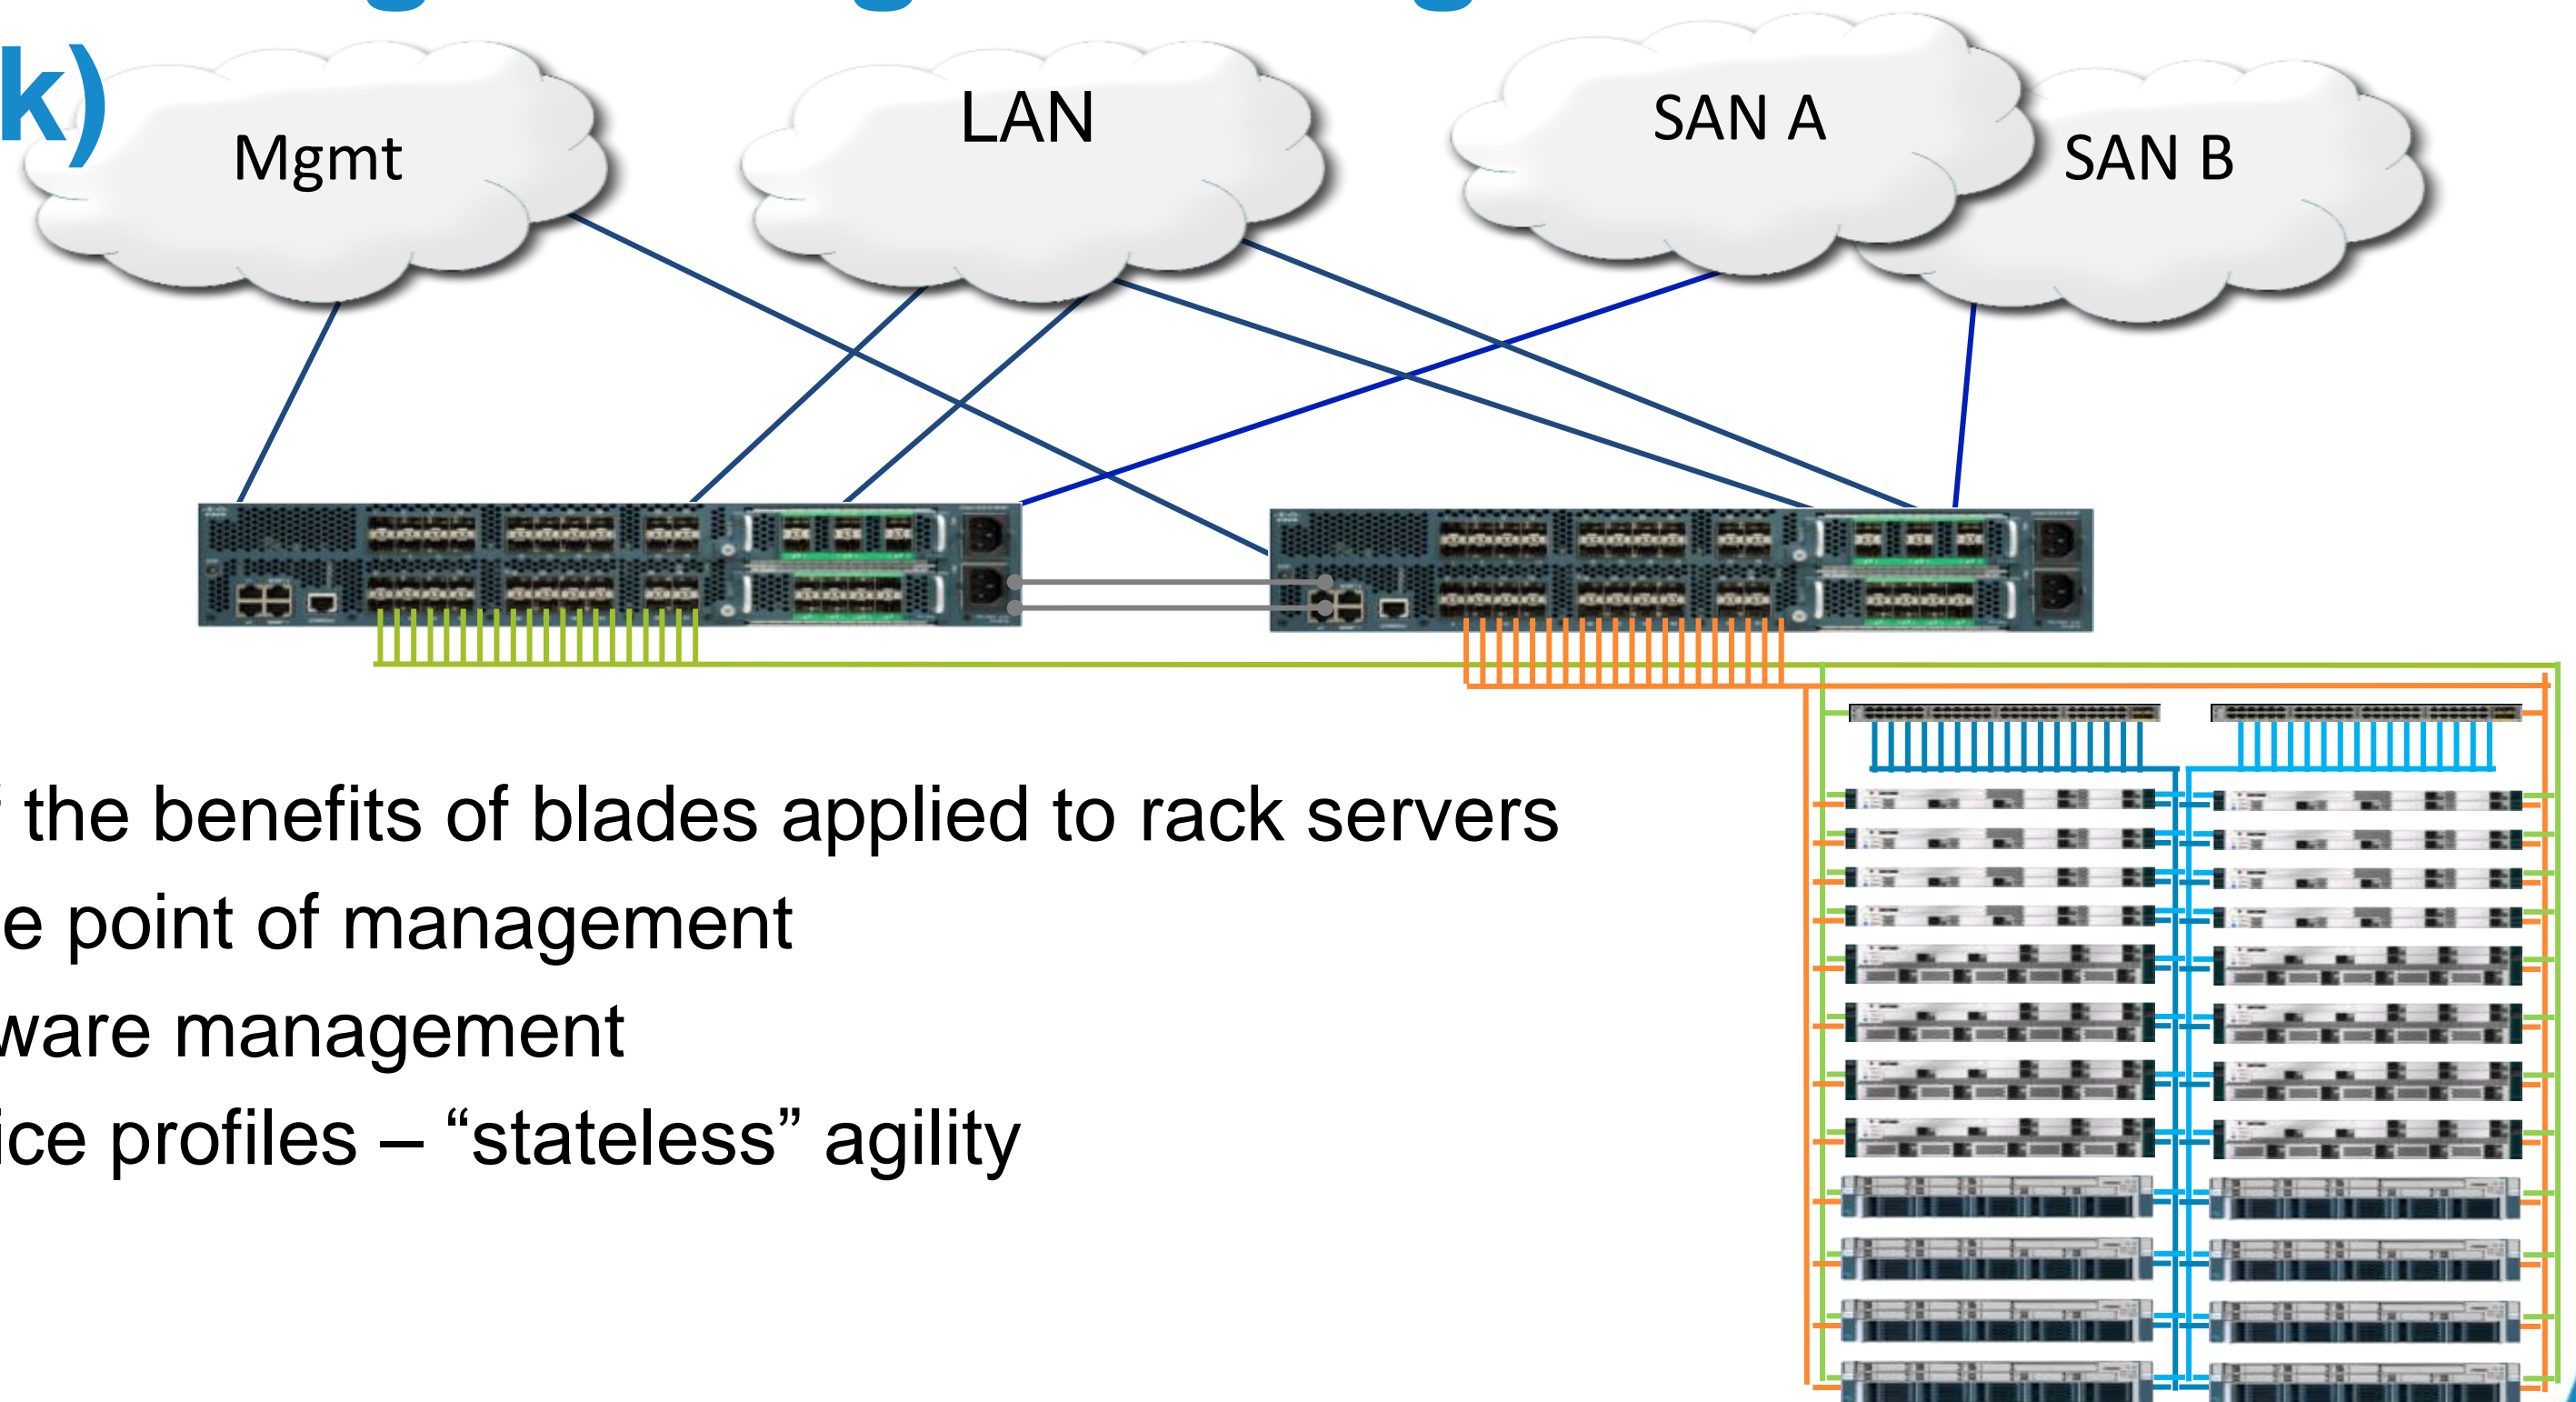 k)
Mgmt
LAN
SAN A
SAN B
the benefits of blades applied to rack servers
e point of management
ware management
ice profiles – “stateless” agility